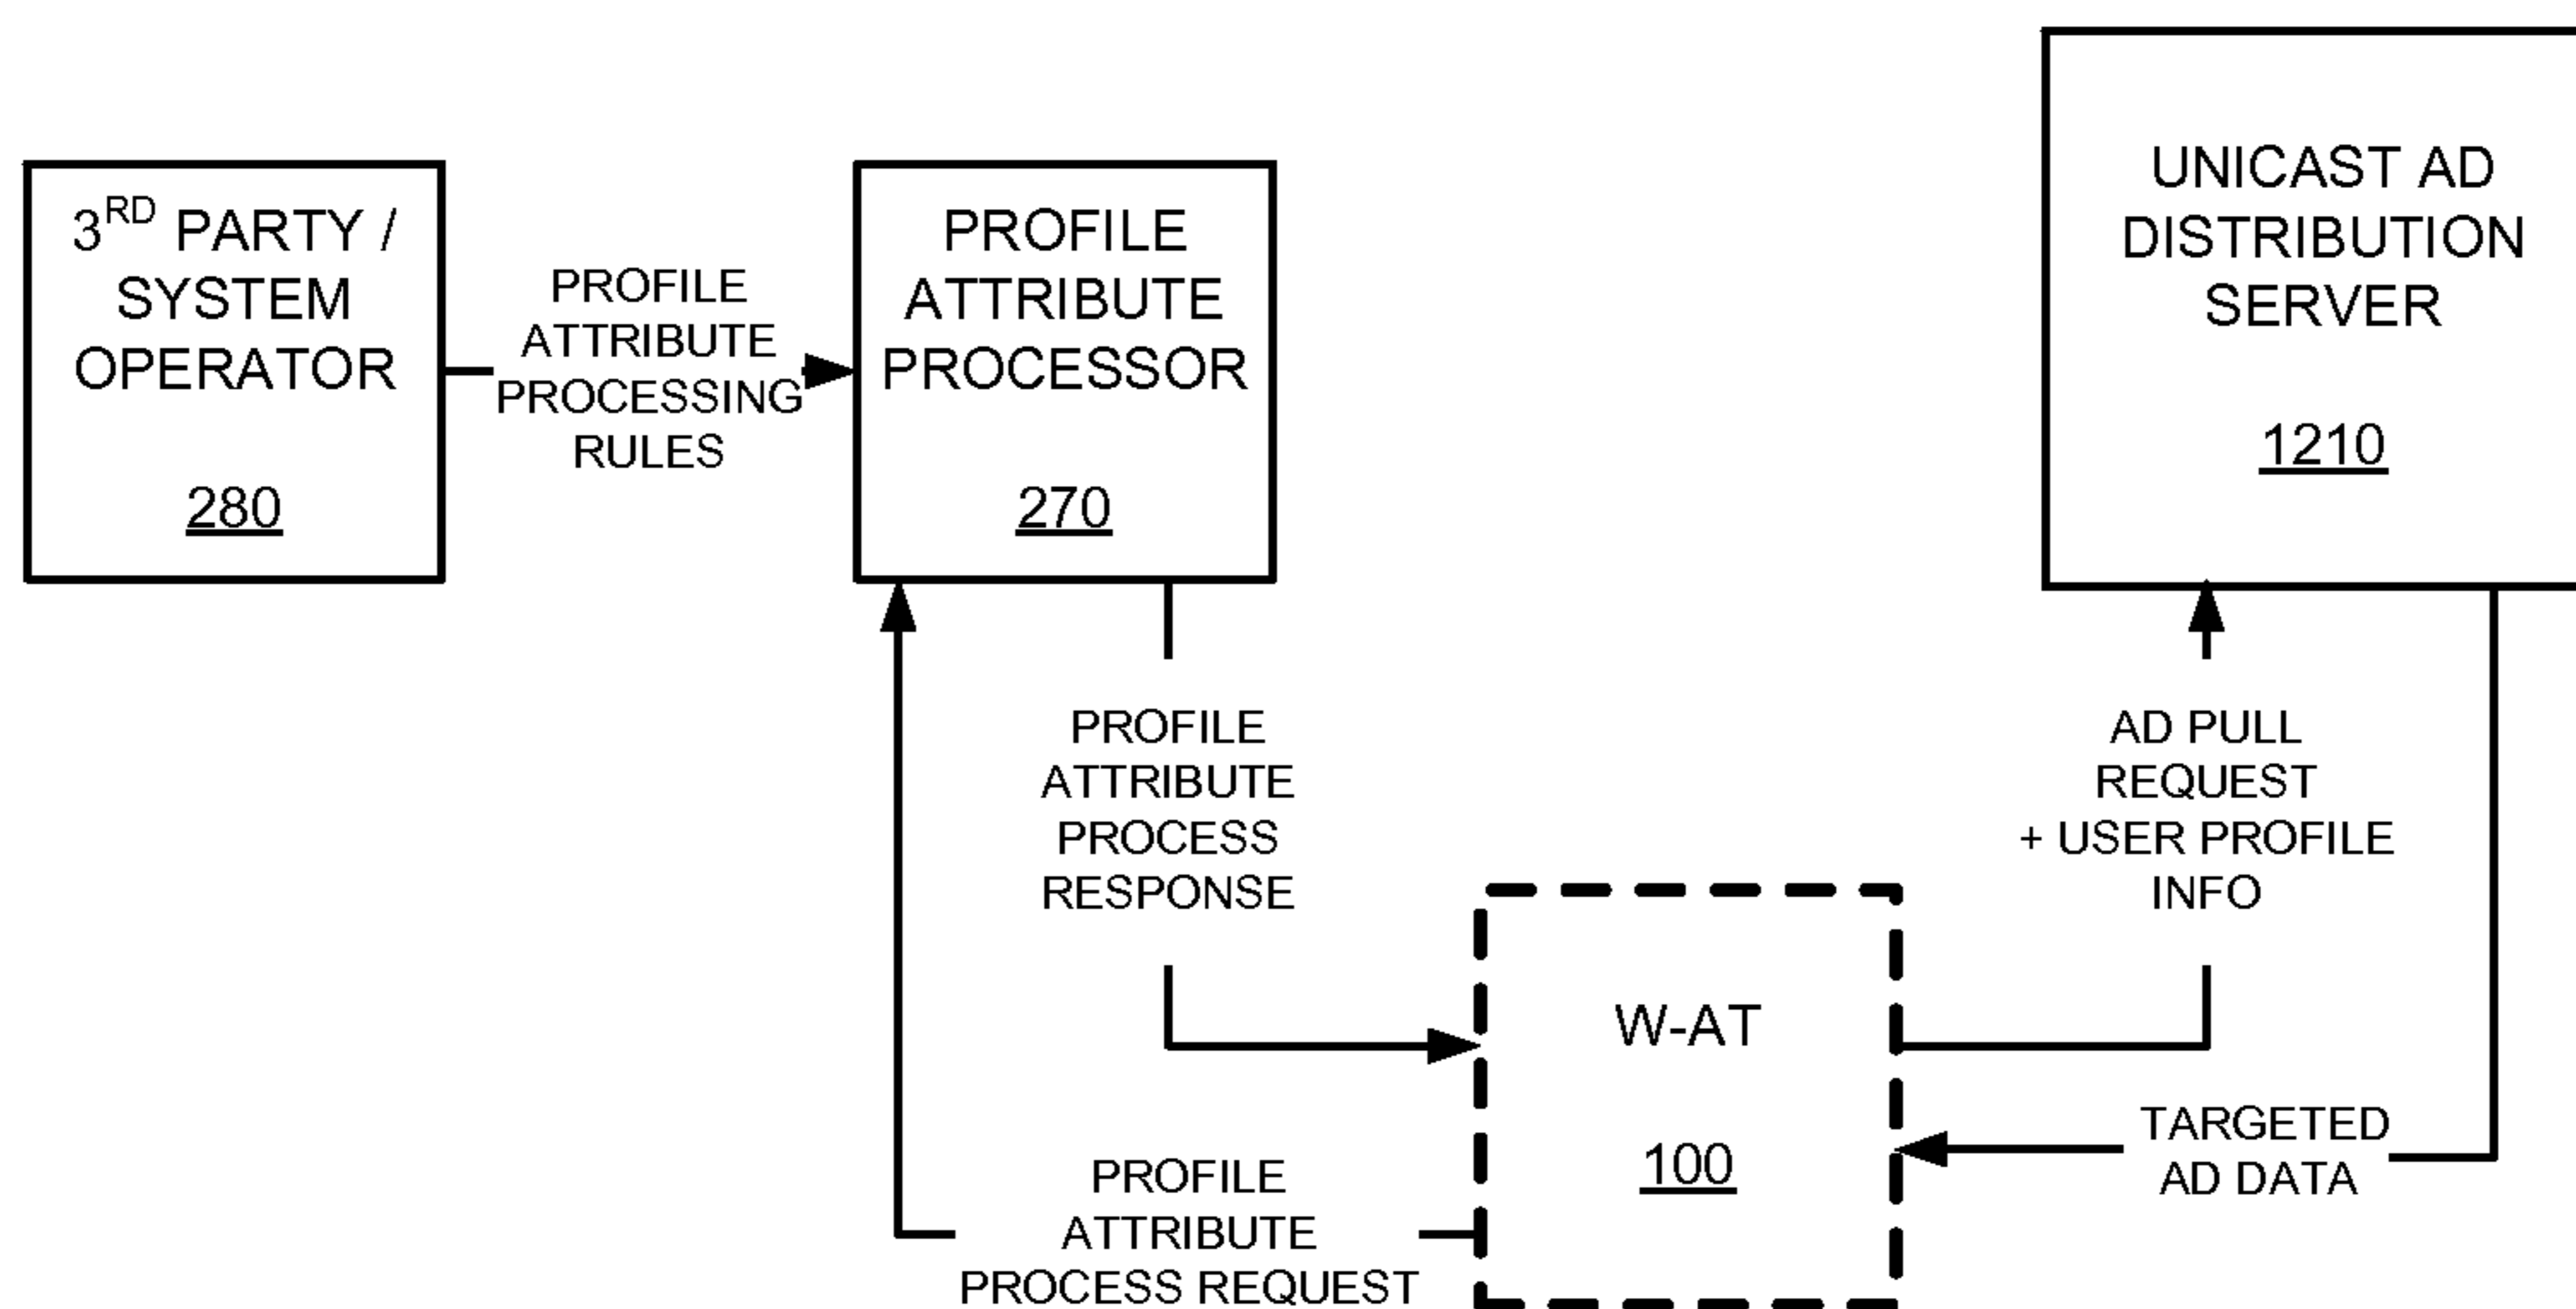 3RD PARTY /
SYSTEM
OPERATOR
280
PROFILE
ATTRIBUTE
PROCESSING
RULES
PROFILE
ATTRIBUTE
PROCESSOR
270
UNICAST AD
DISTRIBUTION
SERVER
1210
PROFILE
ATTRIBUTE
PROCESS
RESPONSE
AD PULL
REQUEST
+ USER PROFILE
INFO
W-AT
100
TARGETED
AD DATA
PROFILE
ATTRIBUTE
PROCESS REQUEST